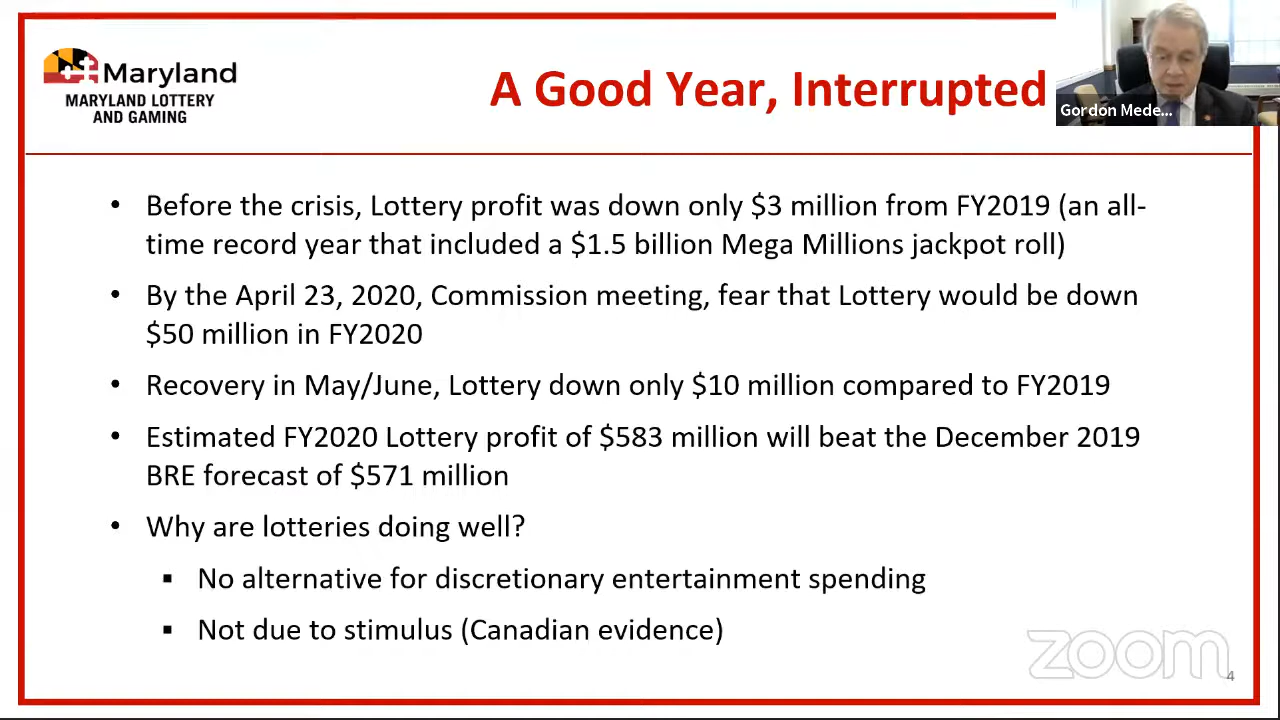 Maryland
MARYLAND LOTTERY
AND GAMING
A Good Year, Interrupted
Gordon Mede...
• Before the crisis, Lottery profit was down only $3 million from FY2019 (an all-
time record year that included a $1.5 billion Mega Millions jackpot roll)
• By the April 23, 2020, Commission meeting, fear that Lottery would be down
$50 million in FY2020
• Recovery in May/June, Lottery down only $10 million compared to FY2019
• Estimated FY2020 Lottery profit of $583 million will beat the December 2019
BRE forecast of $571 million
• Why are lotteries doing well?
▪ No alternative for discretionary entertainment spending
▪ Not due to stimulus (Canadian evidence)
zoom
4